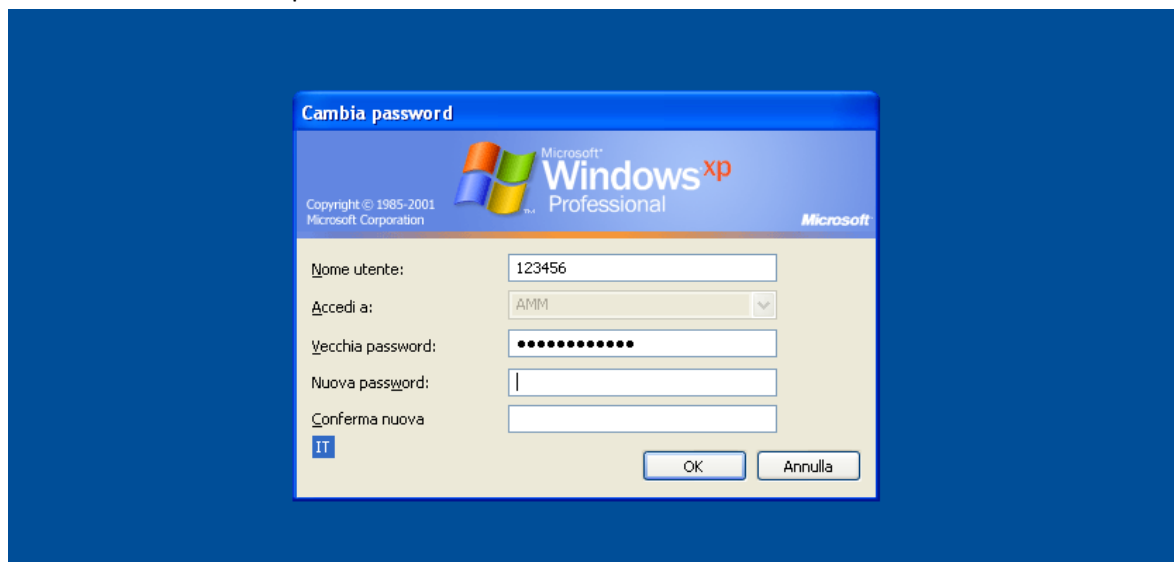 Cambia password
Microsoft
Windows xp
Professional
Copyright © 1985-2001
Microsoft Corporation
Microsoft
Nome utente: 123456
Accedi a: AMM
Vecchia password: ●●●●●●●●●●●●
Nuova password:
Conferma nuova
IT
OK Annulla